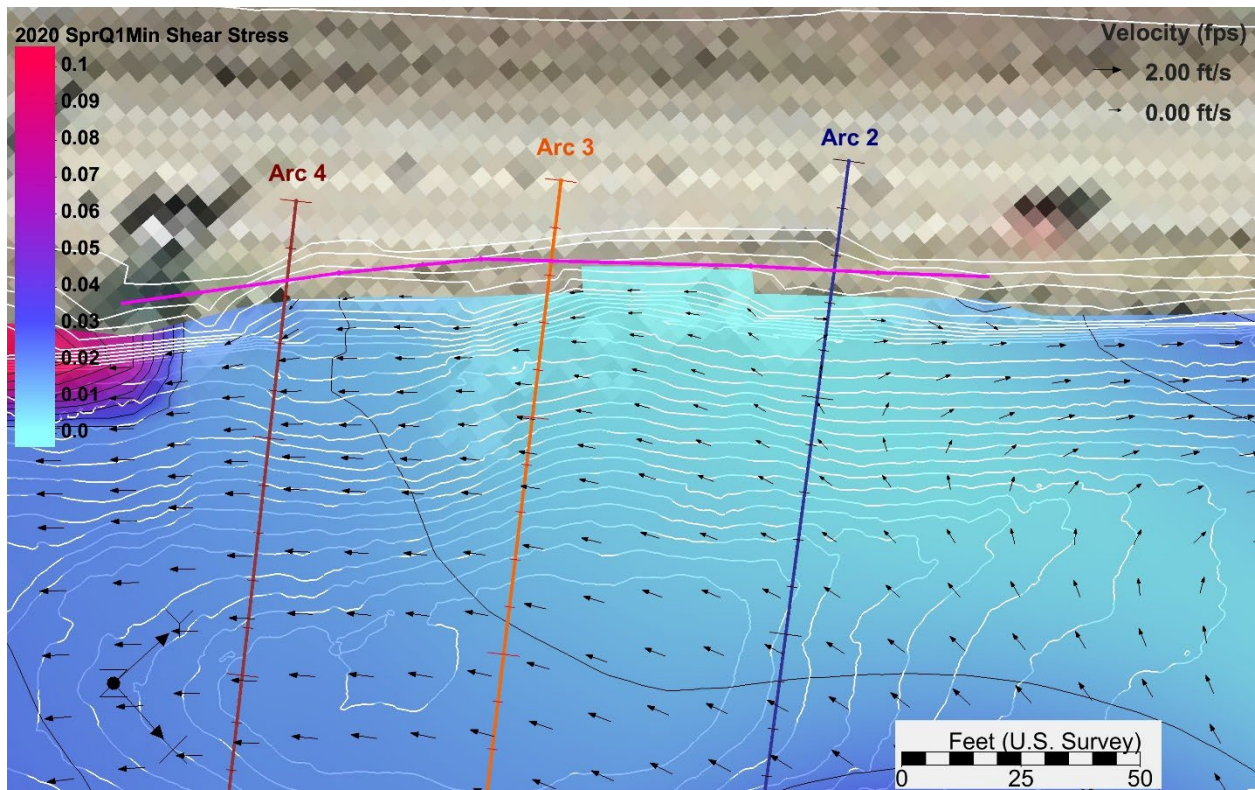 2020 SprQ1Min Shear Stress
0.1
0.09
0.08
0.07
0.06
0.05
0.04
0.03
0.02
0.01
0.0
Velocity (fps)
2.00 ft/s
0.00 ft/s
Arc 4
Arc 3
Arc 2
Feet (U.S. Survey)
0 25 50